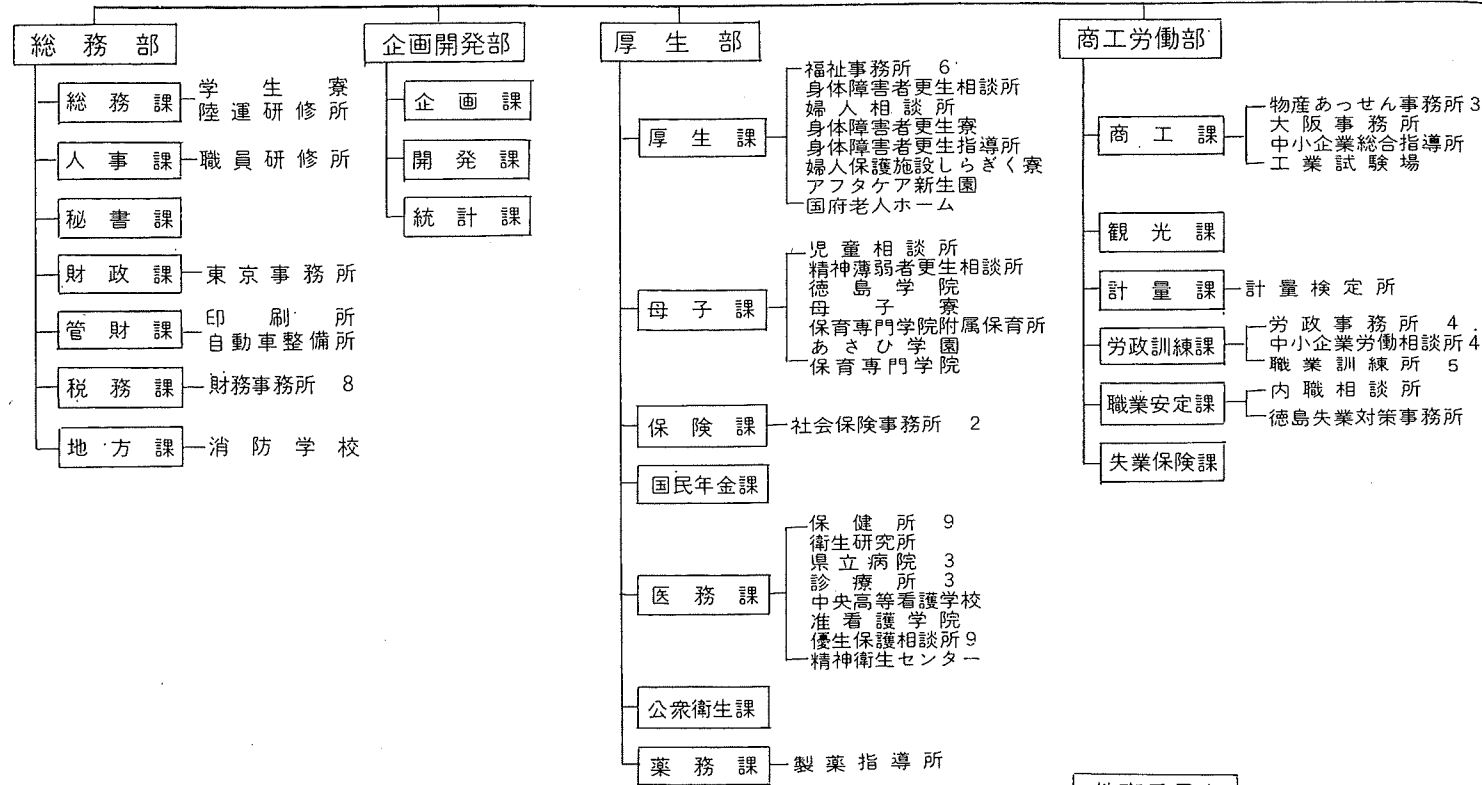 総務部
総務課
学生寮
陸運研修所
人事課
職員研修所
秘書課
財政課
東京事務所
管財課
印刷所
自動車整備所
税務課
財務事務所 8
地方課
消防学校
企画開発部
企画課
開発課
統計課
厚生部
厚生課
福祉事務所 6
身体障害者更生相談所
婦人相談所
身体障害者更生寮
身体障害者更生指導所
婦人保護施設しらぎく寮
アフタケア新生園
国府老人ホーム
母子課
児童相談所
精神薄弱者更生相談所
徳島学院
母子寮
保育専門学院附属保育所
あさひ学園
保育専門学院
保険課
社会保険事務所 2
国民年金課
医務課
保健所 9
衛生研究所
県立病院 3
診療所 3
中央高等看護学校
准看護学院
優生保護相談所 9
精神衛生センター
公衆衛生課
薬務課
製薬指導所
商工労働部
商工課
物産あっせん事務所 3
大阪事務所
中小企業総合指導所
工業試験場
観光課
計量課
計量検定所
労政訓練課
労政事務所 4
中小企業労働相談所 4
職業訓練所 5
職業安定課
内職相談所
徳島失業対策事務所
失業保険課